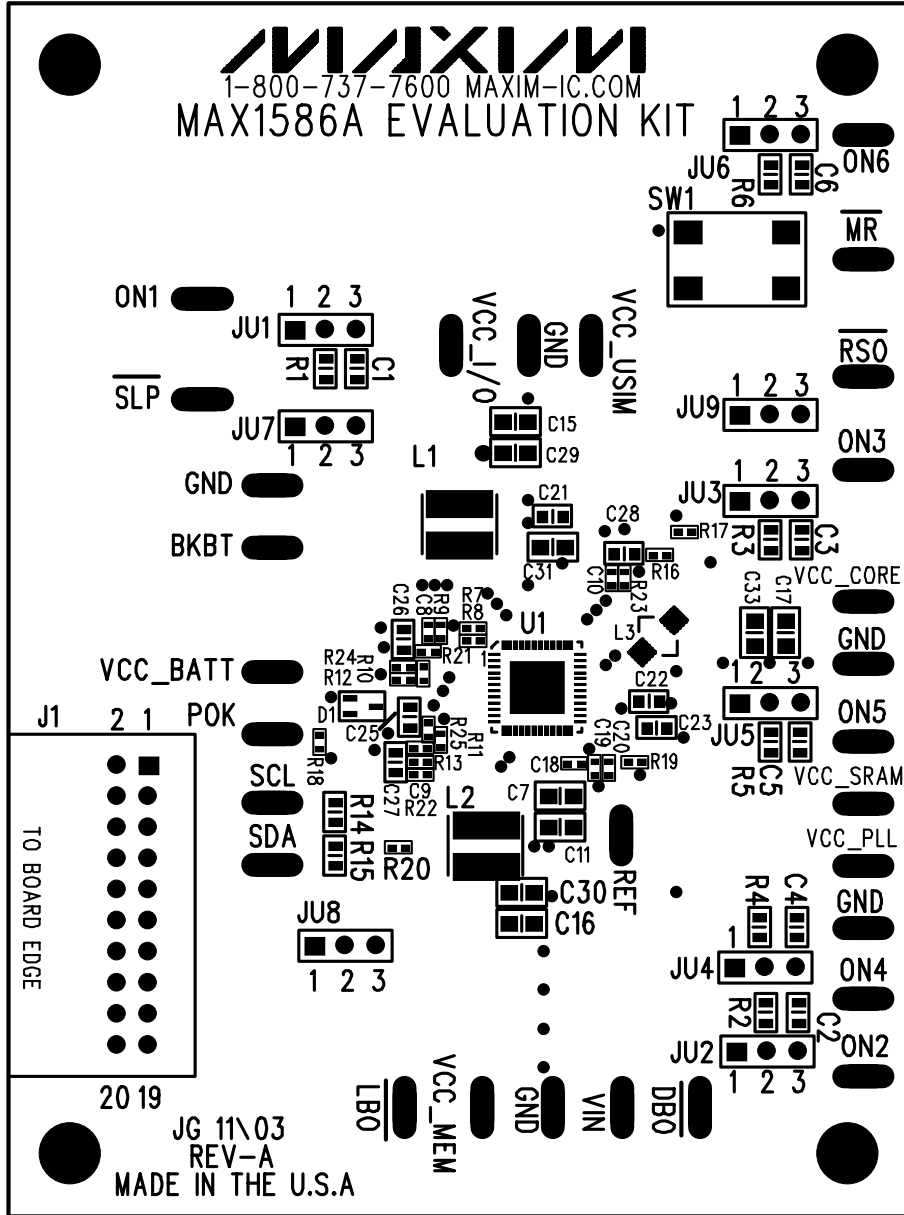 MAXIM
1-800-737-7600 MAXIM-IC.COM
MAX1586A EVALUATION KIT
1 2 3
ON6
JU6
R6
C6
SW1
MR
ON1
1 2 3
JU1
R1
C1
VCC_I/O
GND
VCC_USIM
RSO
SLP
JU7
1 2 3
JU9
C15
C29
L1
ON3
1 2 3
JU3
R3
C3
GND
BKBT
C21
C31
C28
R17
R16
C10
R23
VCC_CORE
C33
C17
GND
C26
C8
R9
R7
R8
R21
1
U1
L3
R24
R12
R10
VCC_BATT
C22
C23
1 2 3
JU5
ON5
R5
C5
VCC_SRAM
J1
2 1
POK
D1
C25
R25
R11
R13
R18
C27
C9
R22
C18
C19
C20
R19
SCL
L2
C7
C11
R14
R15
R20
SDA
REF
VCC_PLL
TO BOARD EDGE
C30
C16
R4
C4
GND
JU8
1 2 3
1
JU4
ON4
R2
C2
JU2
1 2 3
ON2
20 19
LBO
VCC_MEM
GND
VIN
DBO
JG 11\03
REV-A
MADE IN THE U.S.A